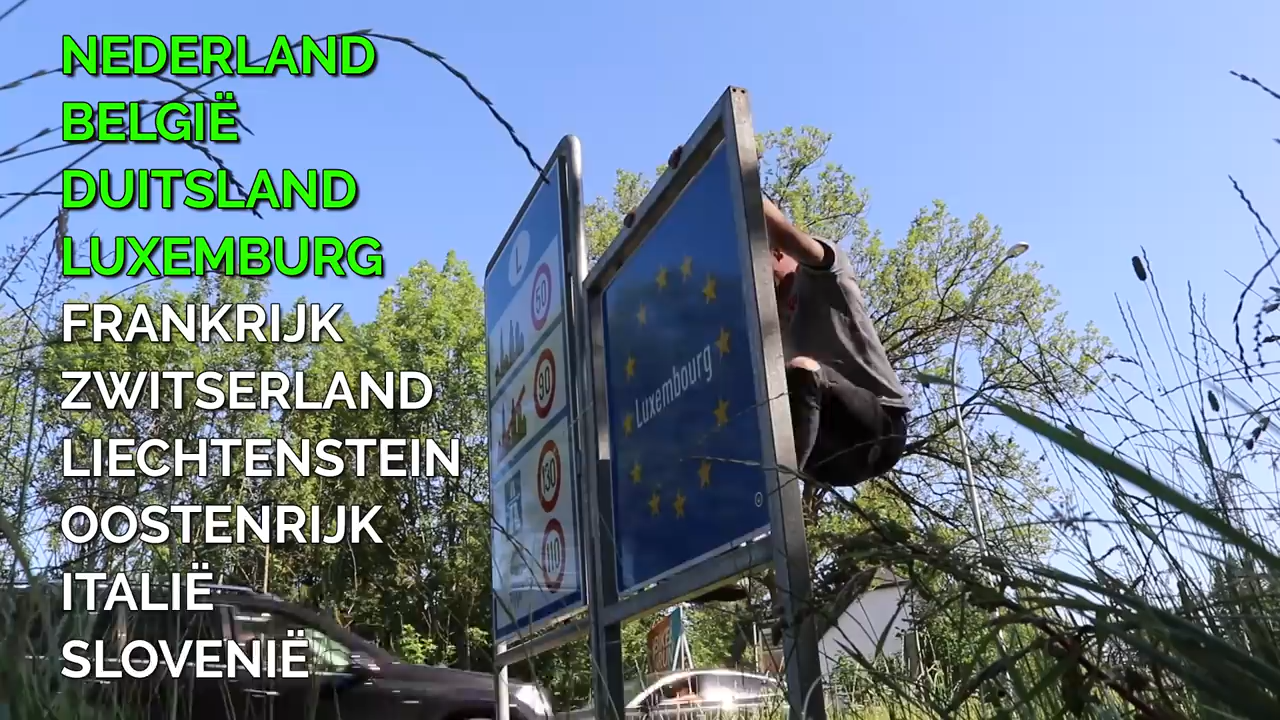 NEDERLAND
BELGIË
DUITSLAND
LUXEMBURG
FRANKRIJK
ZWITSERLAND
LIECHTENSTEIN
OOSTENRIJK
ITALIË
SLOVENIË
L
50
90
130
110
Luxembourg